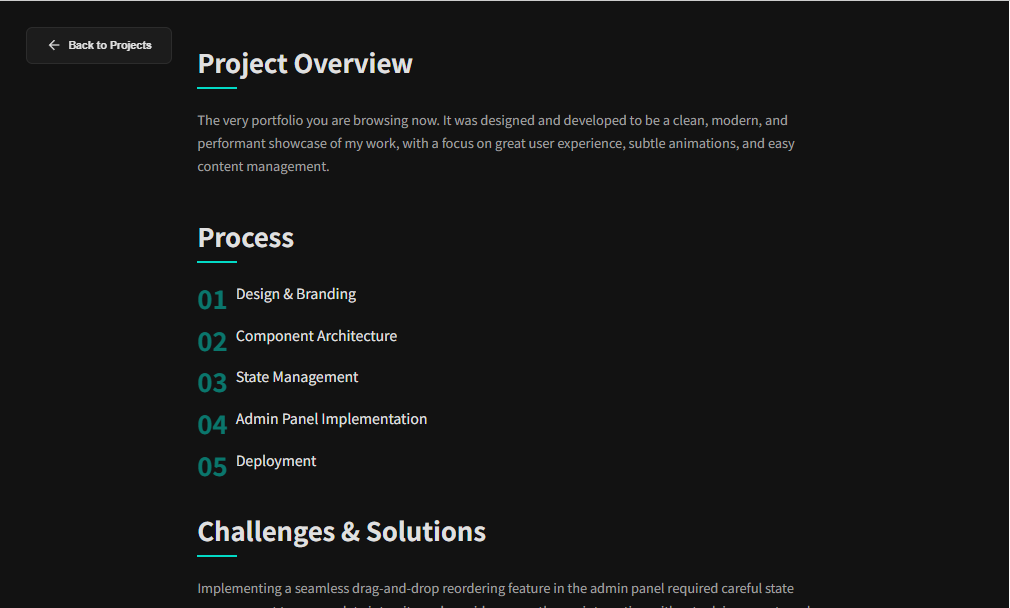 Back to Projects
Project Overview
The very portfolio you are browsing now. It was designed and developed to be a clean, modern, and
performant showcase of my work, with a focus on great user experience, subtle animations, and easy
content management.
Process
01 Design & Branding
02 Component Architecture
03 State Management
04 Admin Panel Implementation
05 Deployment
Challenges & Solutions
Implementing a seamless drag-and-drop reordering feature in the admin panel required careful state